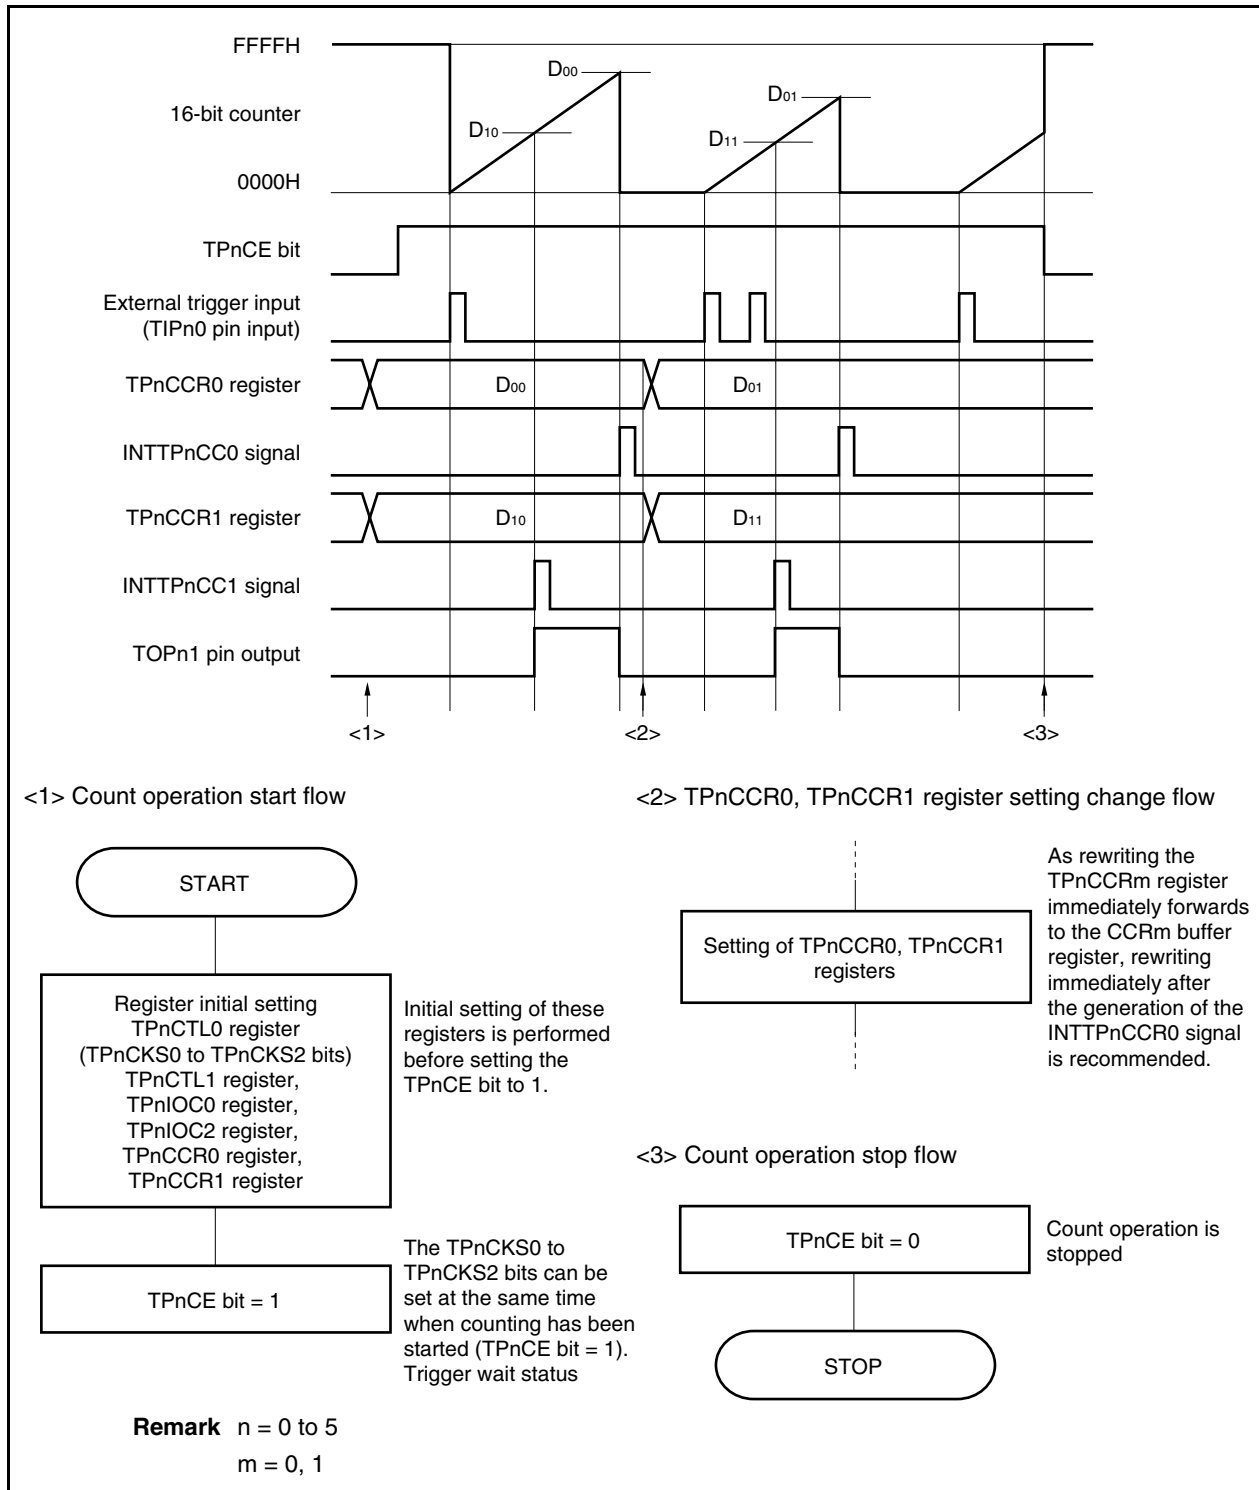 FFFFH
D00
D01
16-bit counter
D10
D11
0000H
TPnCE bit
External trigger input
(TIPn0 pin input)
TPnCCR0 register
D00
D01
INTTPnCC0 signal
TPnCCR1 register
D10
D11
INTTPnCC1 signal
TOPn1 pin output
<1>
<2>
<3>
<1> Count operation start flow
START
Register initial setting
TPnCTL0 register
(TPnCKS0 to TPnCKS2 bits)
TPnCTL1 register,
TPnIOC0 register,
TPnIOC2 register,
TPnCCR0 register,
TPnCCR1 register
Initial setting of these
registers is performed
before setting the
TPnCE bit to 1.
TPnCE bit = 1
The TPnCKS0 to
TPnCKS2 bits can be
set at the same time
when counting has been
started (TPnCE bit = 1).
Trigger wait status
<2> TPnCCR0, TPnCCR1 register setting change flow
Setting of TPnCCR0, TPnCCR1
registers
As rewriting the
TPnCCRm register
immediately forwards
to the CCRm buffer
register, rewriting
immediately after
the generation of the
INTTPnCCR0 signal
is recommended.
<3> Count operation stop flow
TPnCE bit = 0
Count operation is
stopped
STOP
Remark n = 0 to 5
m = 0, 1